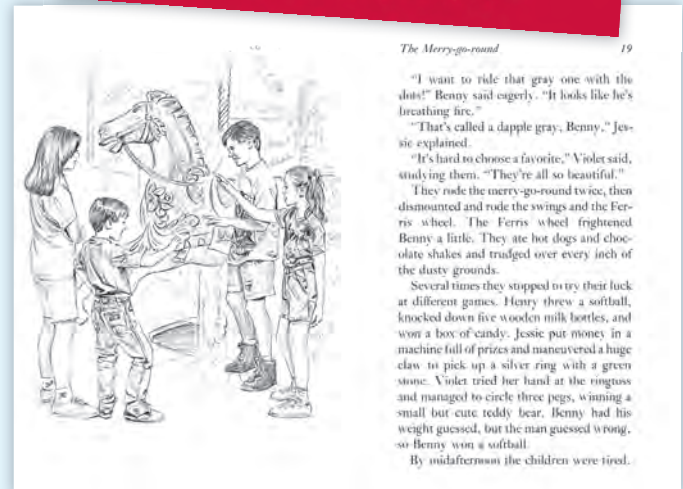 The Merry-go-round 19
"I want to ride that gray one with the
dots!" Benny said eagerly. "It looks like he's
breathing fire."
"That's called a dapple gray, Benny," Jes-
sie explained.
"It's hard to choose a favorite," Violet said,
studying them. "They're all so beautiful."
They rode the merry-go-round twice, then
dismounted and rode the swings and the Fer-
ris wheel. The Ferris wheel frightened
Benny a little. They ate hot dogs and choc-
olate shakes and trudged over every inch of
the dusty grounds.
Several times they stopped to try their luck
at different games. Henry threw a softball,
knocked down five wooden milk bottles, and
won a box of candy. Jessie put money in a
machine full of prizes and maneuvered a huge
claw to pick up a silver ring with a green
stone. Violet tried her hand at the ringtoss
and managed to circle three pegs, winning a
small but cute teddy bear. Benny had his
weight guessed, but the man guessed wrong,
so Benny won a softball.
By midafternoon the children were tired.